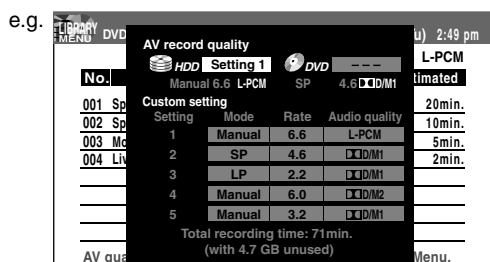 e.g.
LIBRARY
MENU DVD u) 2:49 pm
L-PCM
No. timated
001 Sp 20min.
002 Sp 10min.
003 Mo 5min.
004 Liv 2min.
AV record quality
HDD Setting 1 DVD – – –
Manual 6.6 L-PCM SP 4.6 D/M1
Custom setting
Setting Mode Rate Audio quality
1 Manual 6.6 L-PCM
2 SP 4.6 D/M1
3 LP 2.2 D/M1
4 Manual 6.0 D/M2
5 Manual 3.2 D/M1
Total recording time: 71min.
(with 4.7 GB unused)
AV qua Menu.